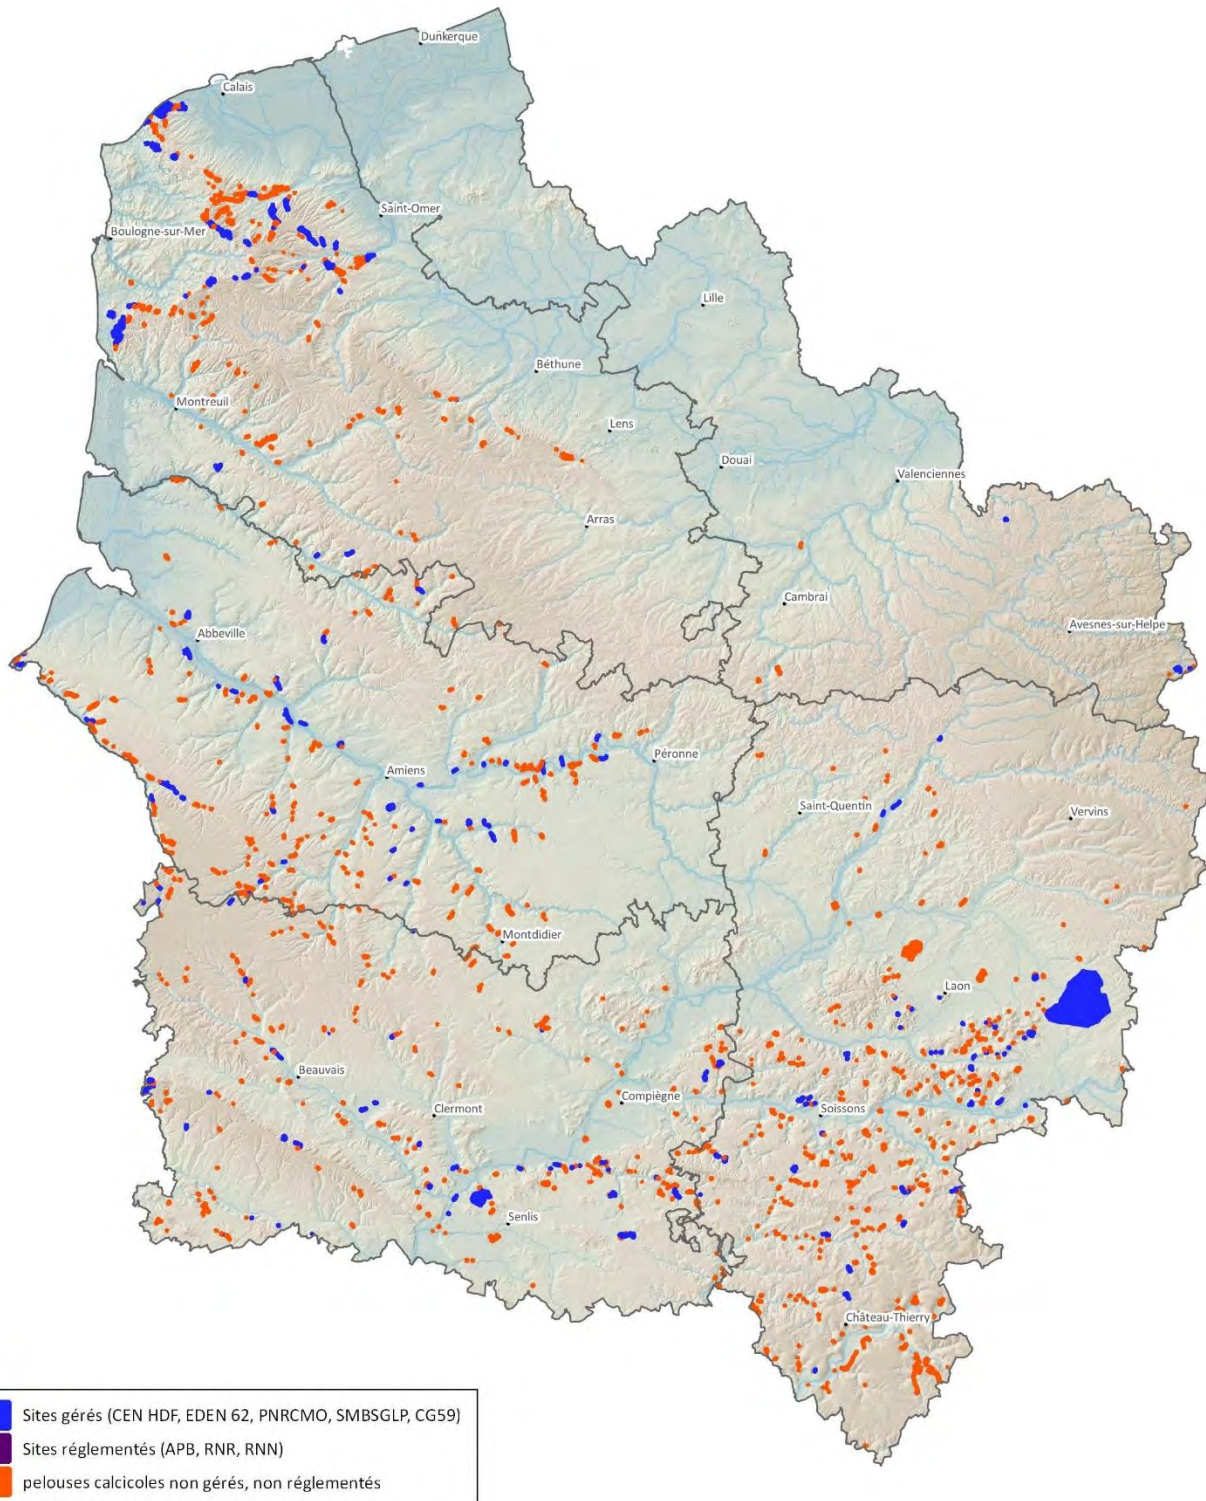 Dunkerque
Calais
Saint-Omer
Boulogne-sur-Mer
Lille
Béthune
Montreuil
Lens
Douai
Valenciennes
Arras
Cambrai
Avesnes-sur-Helpe
Abbeville
Péronne
Amiens
Saint-Quentin
Vervins
Montdidier
Laon
Beauvais
Compiègne
Clermont
Soissons
Senlis
Château-Thierry
Sites gérés (CEN HDF, EDEN 62, PNRCMO, SMBSGLP, CG59)
Sites réglementés (APB, RNR, RNN)
pelouses calcicoles non gérés, non réglementés